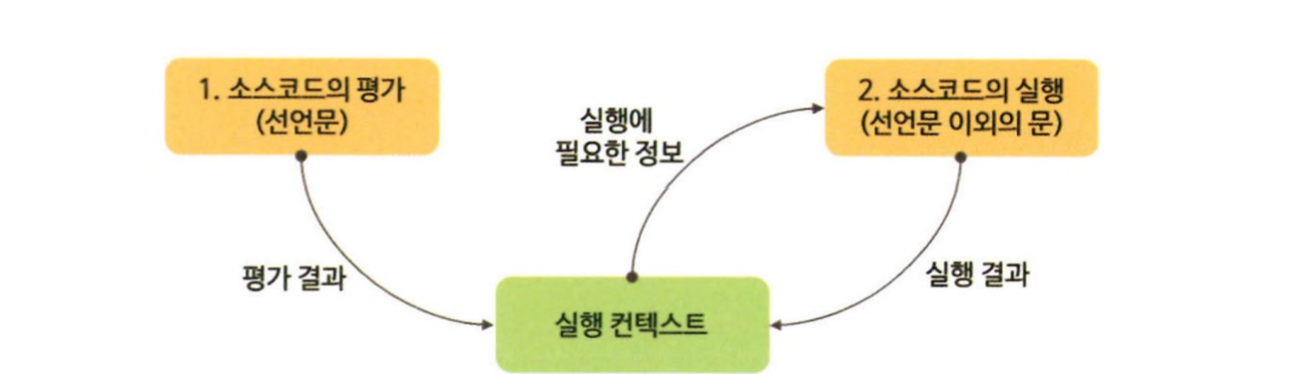 1. 소스코드의 평가
(선언문)
실행에
필요한 정보
2. 소스코드의 실행
(선언문 이외의 문)
평가 결과
실행 결과
실행 컨텍스트